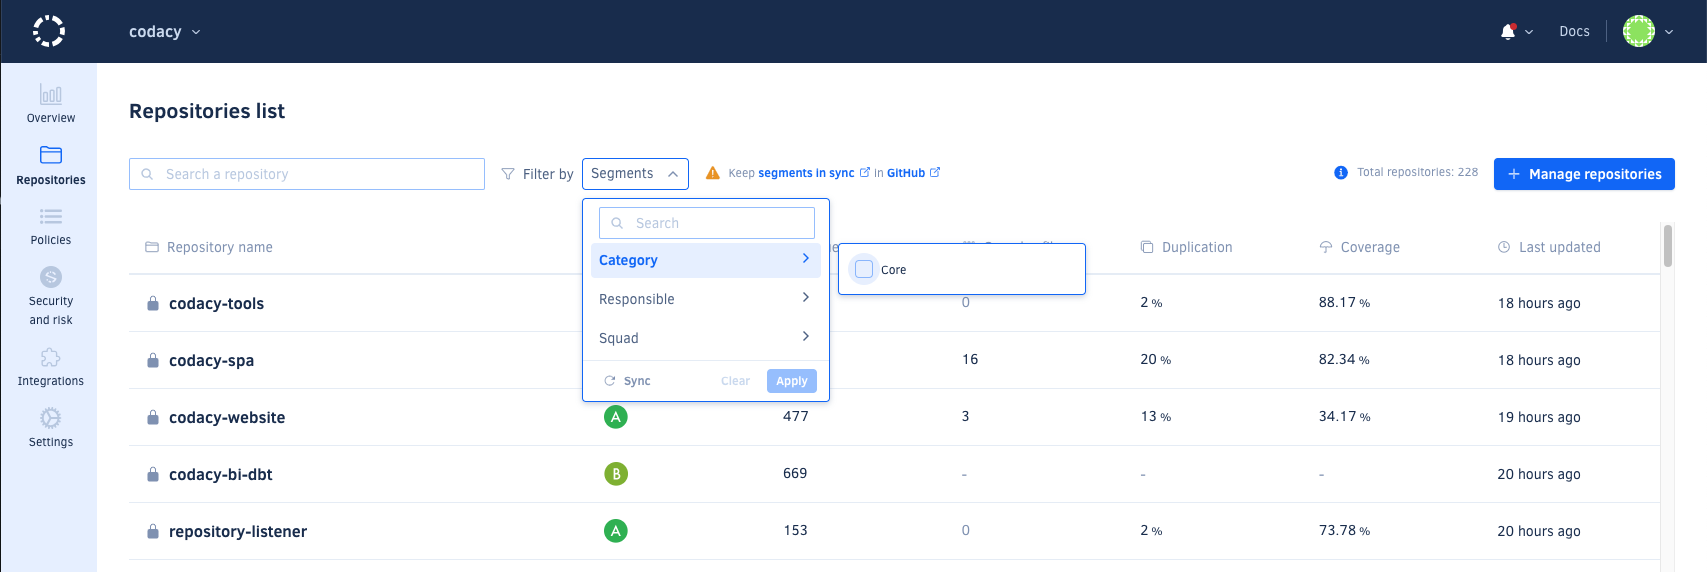 codacy
Docs
Overview
Repositories
Policies
Security
and risk
Integrations
Settings
Repositories list
Search a repository
Filter by
Segments
Keep segments in sync in GitHub
Total repositories: 228
Manage repositories
Search
Category
Responsible
Squad
Sync
Clear
Apply
Core
Repository name
Duplication
Coverage
Last updated
codacy-tools
0
2 %
88.17 %
18 hours ago
codacy-spa
16
20 %
82.34 %
18 hours ago
codacy-website
A
477
3
13 %
34.17 %
19 hours ago
codacy-bi-dbt
B
669
-
-
-
20 hours ago
repository-listener
A
153
0
2 %
73.78 %
20 hours ago